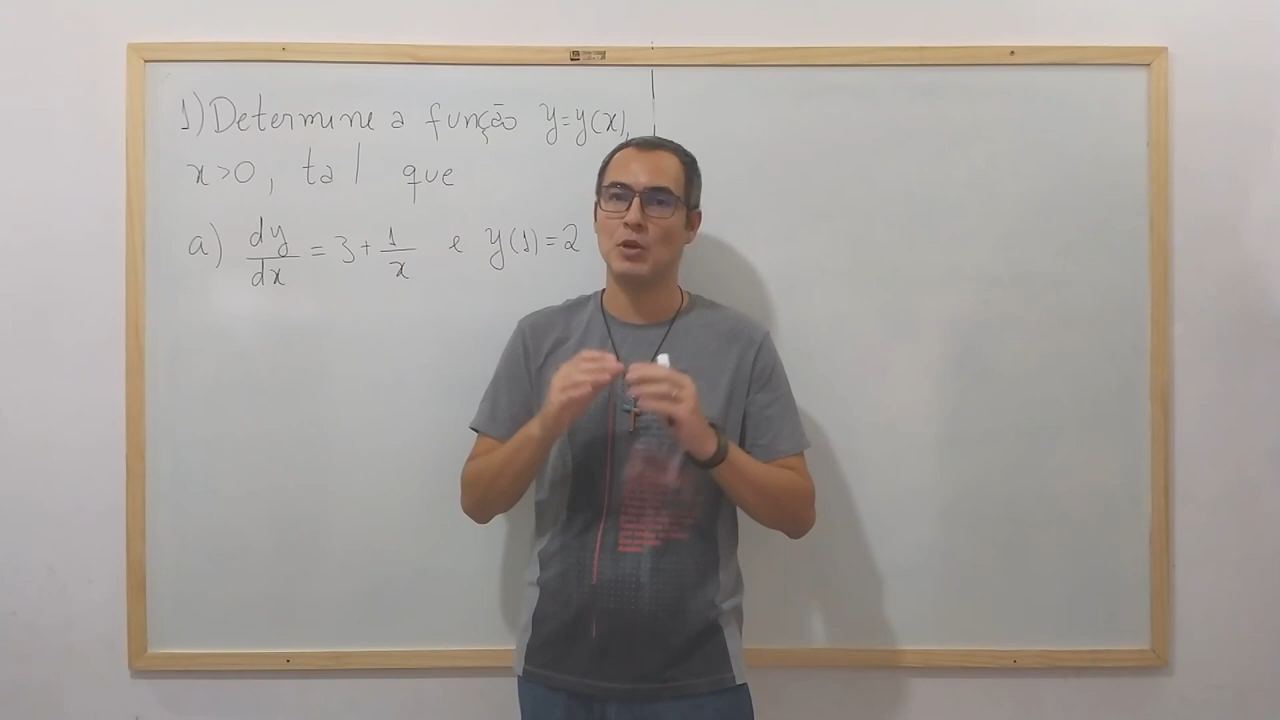 1) Determine a função y=y(x),
x>0, tal que
a) dy/dx = 3 + 1/x e y(1)=2